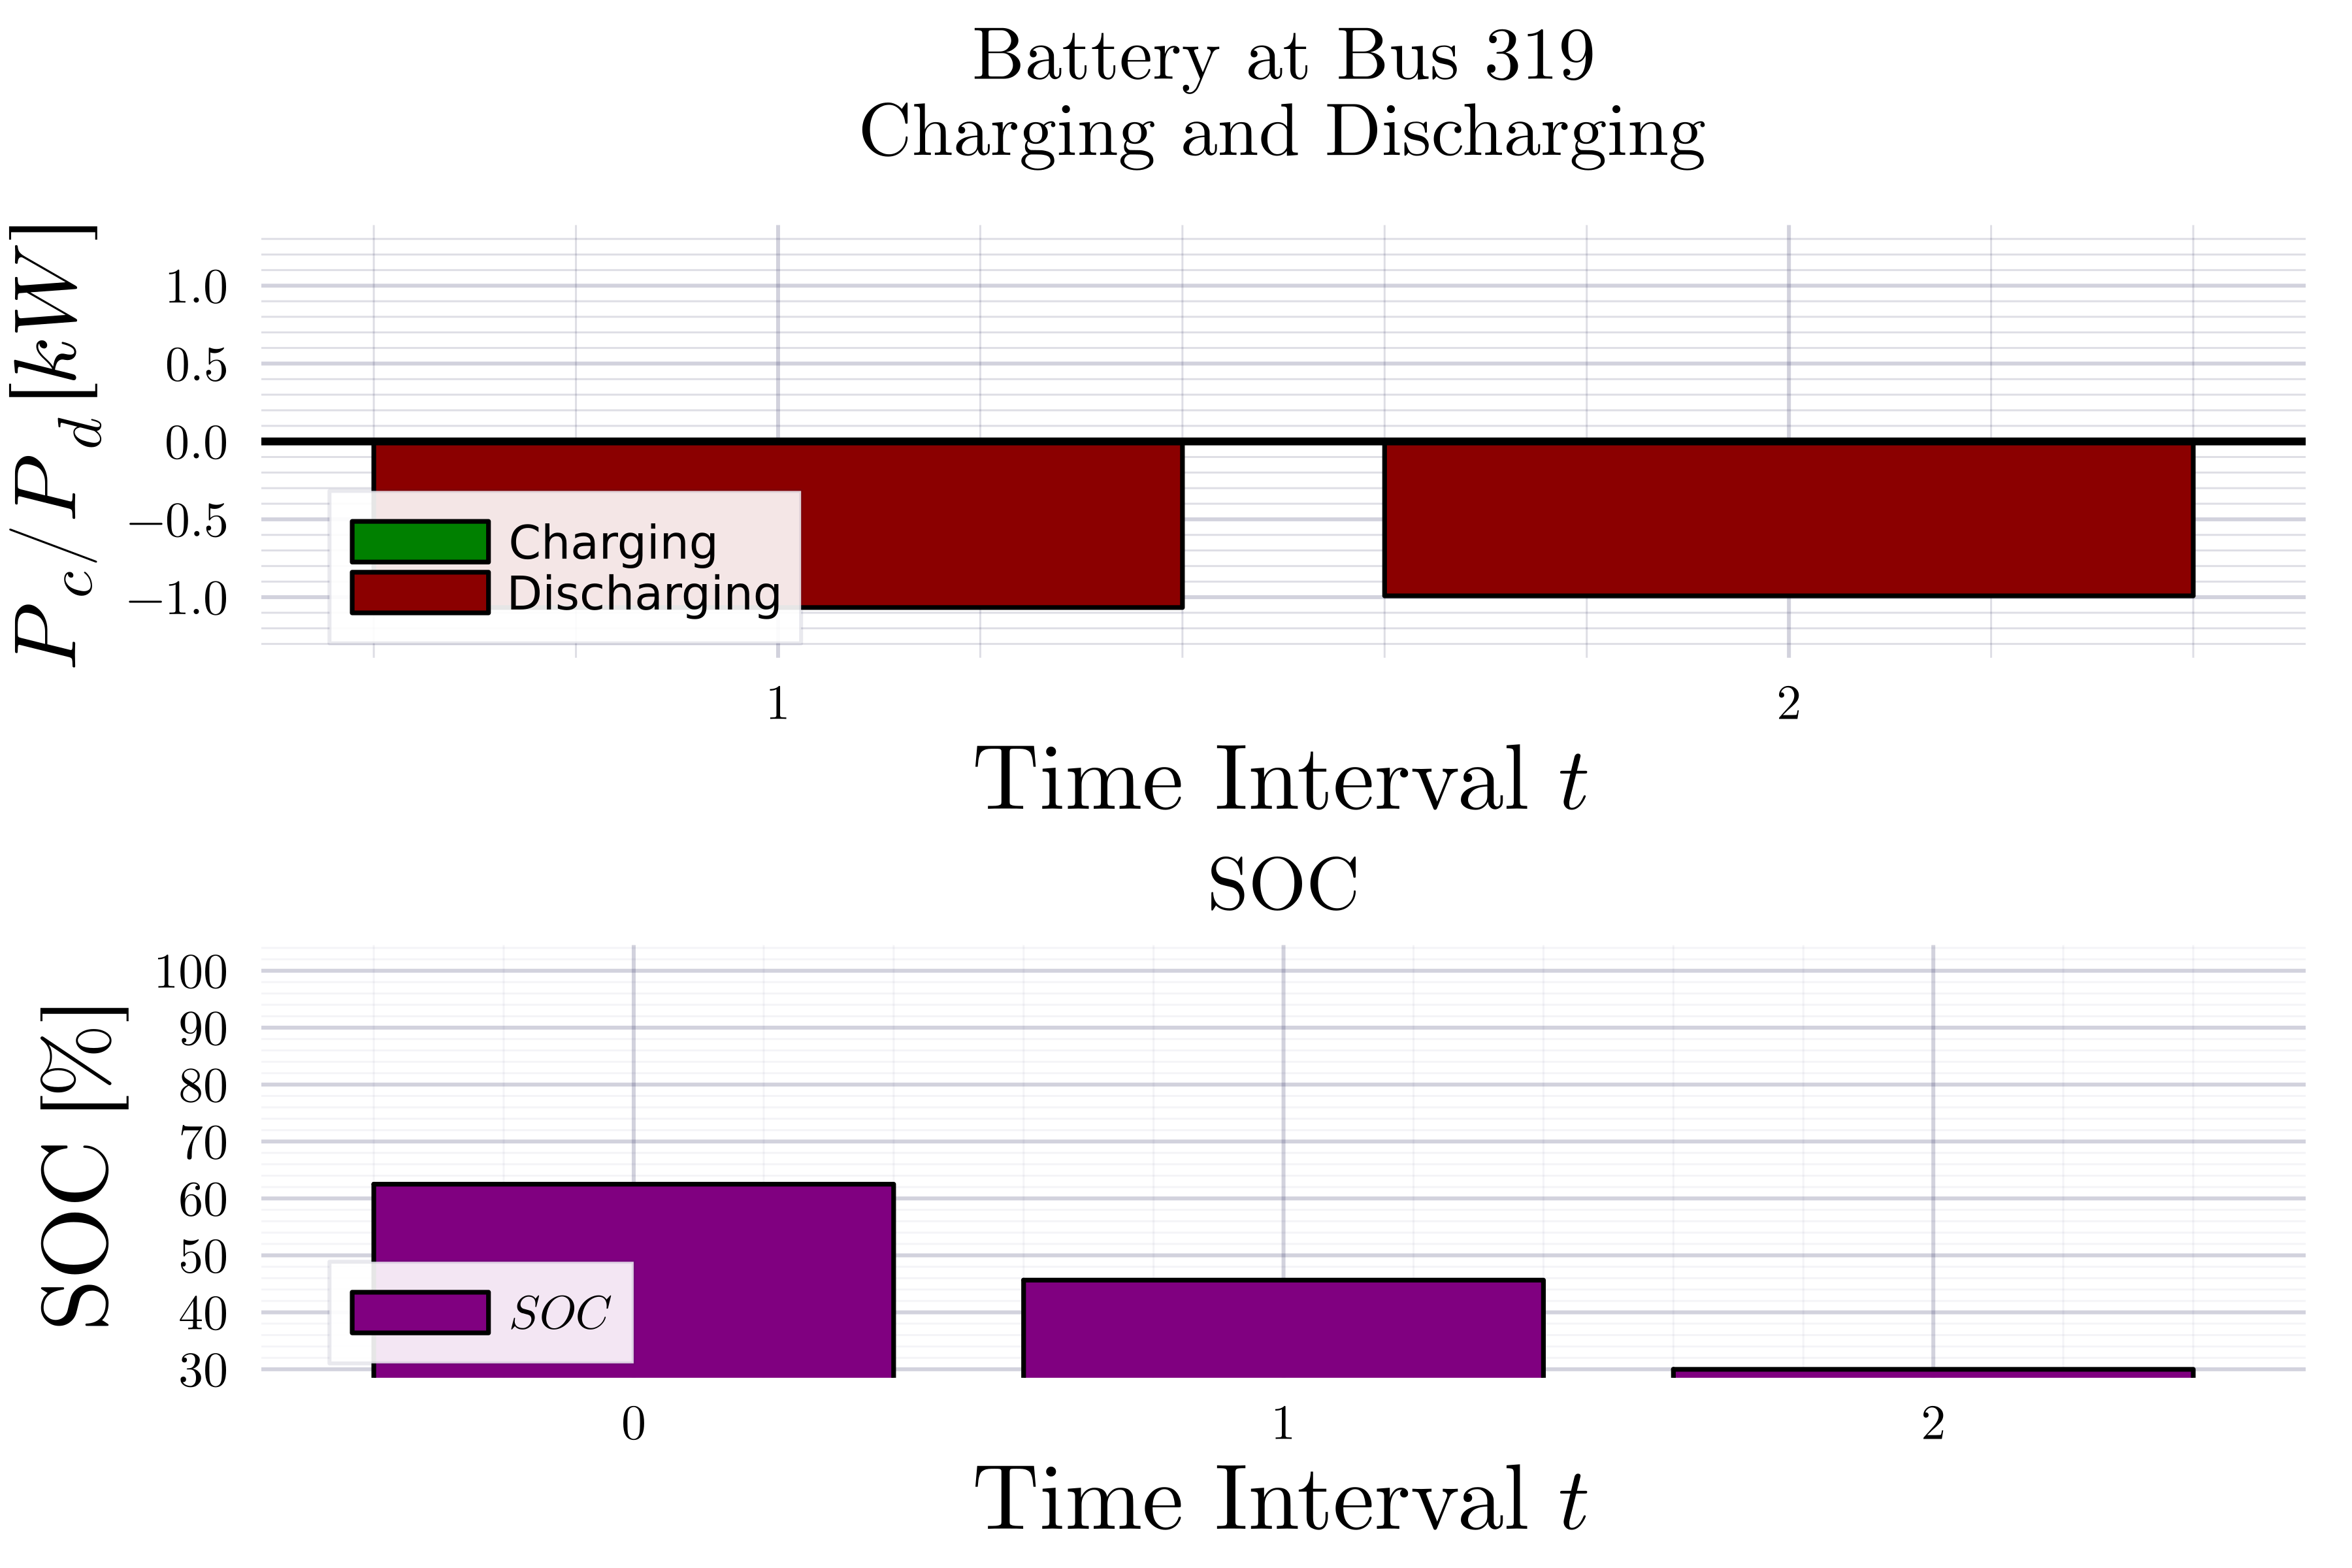 Battery at Bus 319
Charging and Discharging
P_c/P_d [kW]
1.0
0.5
0.0
−0.5
−1.0
Charging
Discharging
1 2
Time Interval t
SOC
SOC [%]
100
90
80
70
60
50
40
30
SOC
0 1 2
Time Interval t